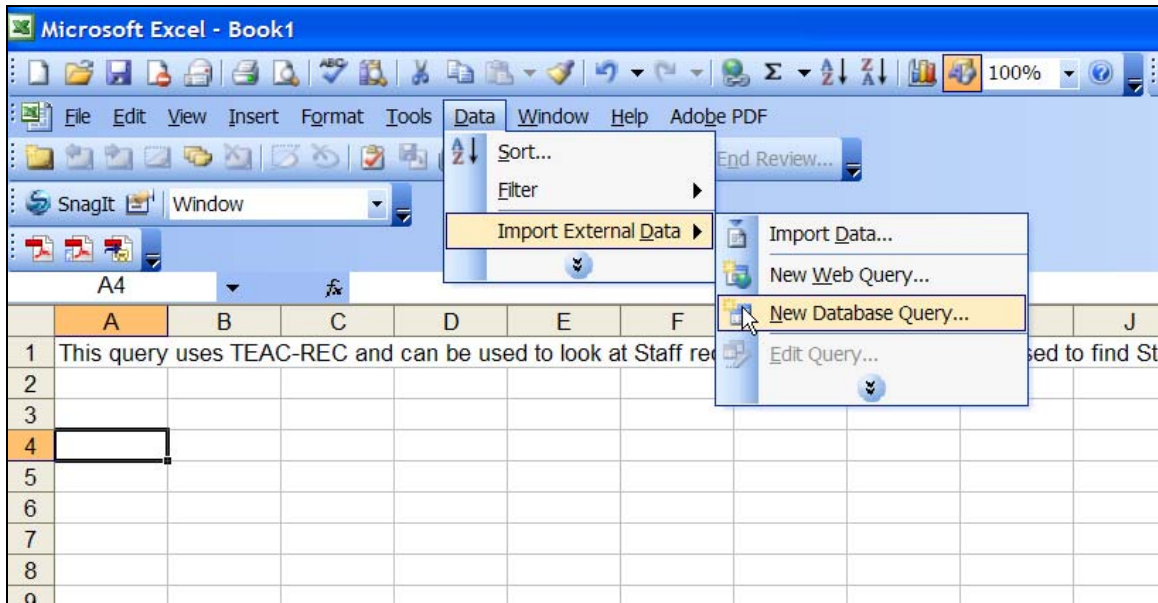 Microsoft Excel - Book1
ABC Σ A Z Z A 100%
File Edit View Insert Format Tools Data Window Help Adobe PDF
A Z Sort...
End Review...
Filter
SnagIt Window
Import External Data
Import Data...
A4 fx
New Web Query...
A B C D E F New Database Query... J
1 This query uses TEAC-REC and can be used to look at Staff Edit Query... to find
2
3
4
5
6
7
8
9